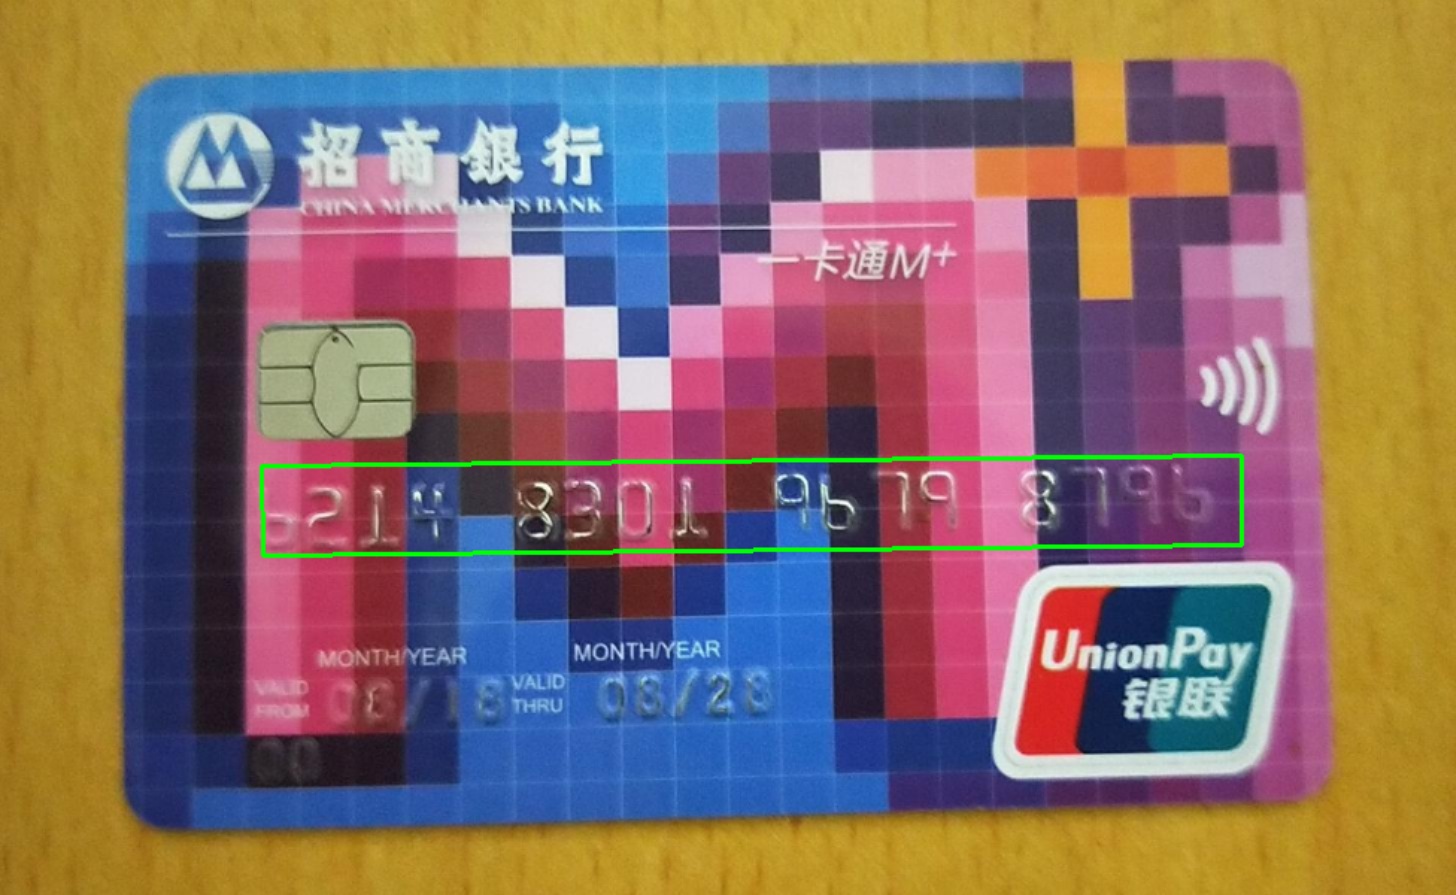 招商銀行
CHINA MERCHANTS BANK
一卡通M+
6214 8301 9679 8796
MONTH/YEAR MONTH/YEAR
VALID FROM 08/18 VALID THRU 08/28
00
UnionPay
银联